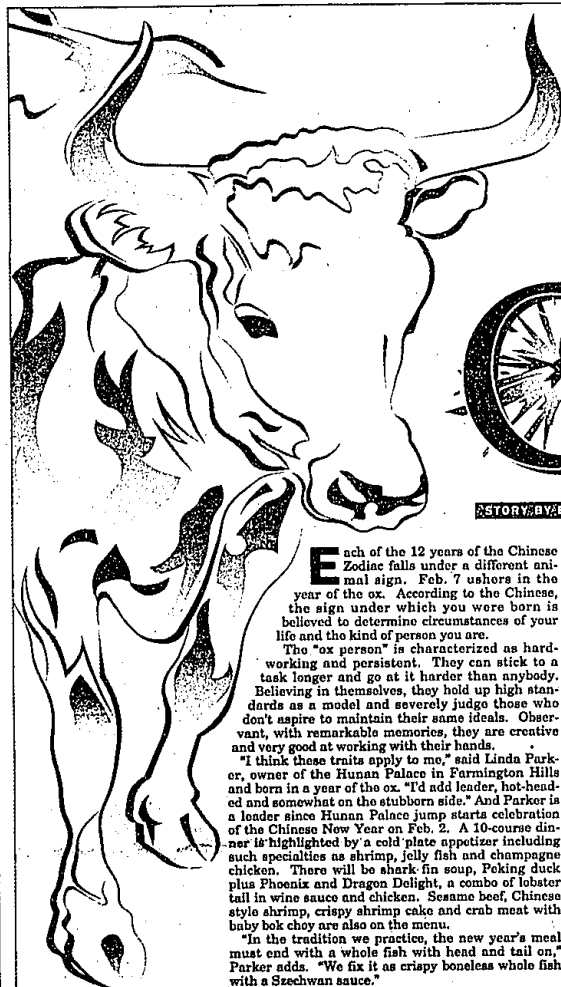 STORY BY
Each of the 12 years of the Chinese
Zodiac falls under a different ani-
mal sign. Feb. 7 ushers in the
year of the ox. According to the Chinese,
the sign under which you were born is
believed to determine circumstances of your
life and the kind of person you are.
The "ox person" is characterized as hard-
working and persistent. They can stick to a
task longer and go at it harder than anybody.
Believing in themselves, they hold up high stan-
dards as a model and severely judge those who
don't aspire to maintain their same ideals. Obser-
vant, with remarkable memories, they are creative
and very good at working with their hands.
"I think these traits apply to me," said Linda Park-
er, owner of the Hunan Palace in Farmington Hills
and born in a year of the ox. "I'd add leader, hot-head-
ed and somewhat on the stubborn side." And Parker is
a leader since Hunan Palace jump starts celebration
of the Chinese New Year on Feb. 2. A 10-course din-
ner is highlighted by a cold plate appetizer including
such specialties as shrimp, jelly fish and champagne
chicken. There will be shark fin soup, Peking duck
plus Phoenix and Dragon Delight, a combo of lobster
tail in wine sauce and chicken. Sesame beef, Chinese
style shrimp, crispy shrimp cake and crab meat with
baby bok choy are also on the menu.
"In the tradition we practice, the new year's meal
must end with a whole fish with head and tail on,"
Parker adds. "We fix it as crispy boneless whole fish
with a Szechwan sauce."